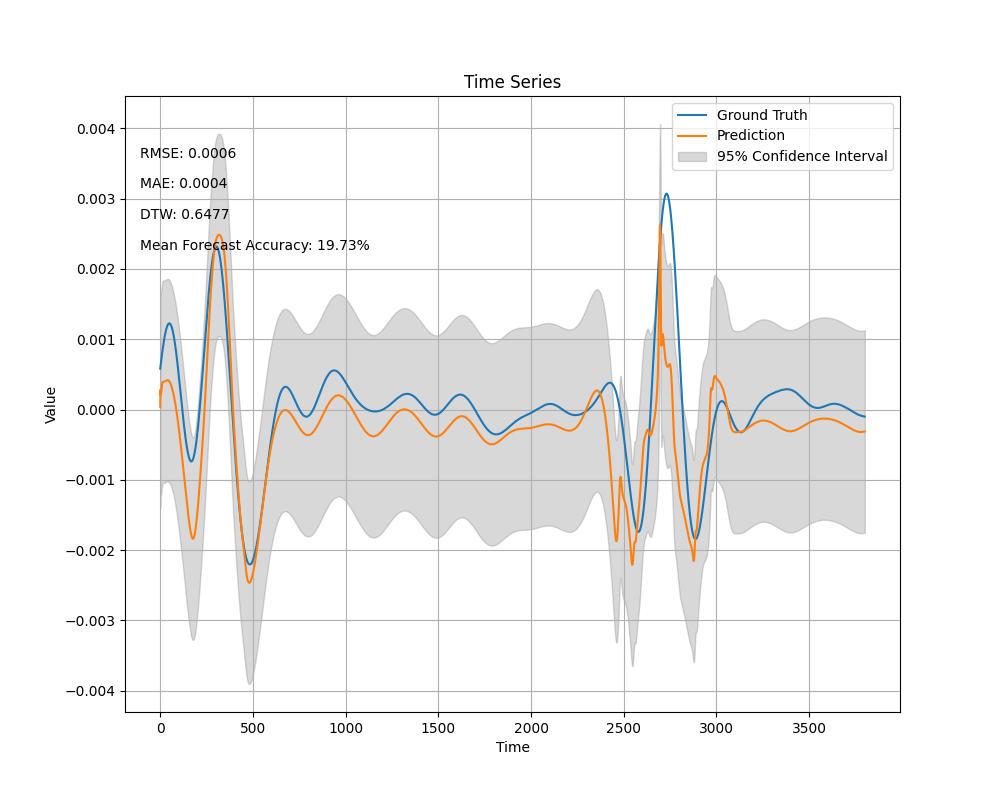 Time Series
Ground Truth
Prediction
95% Confidence Interval
RMSE: 0.0006
MAE: 0.0004
DTW: 0.6477
Mean Forecast Accuracy: 19.73%
Value
0.004
0.003
0.002
0.001
0.000
−0.001
−0.002
−0.003
−0.004
0 500 1000 1500 2000 2500 3000 3500
Time